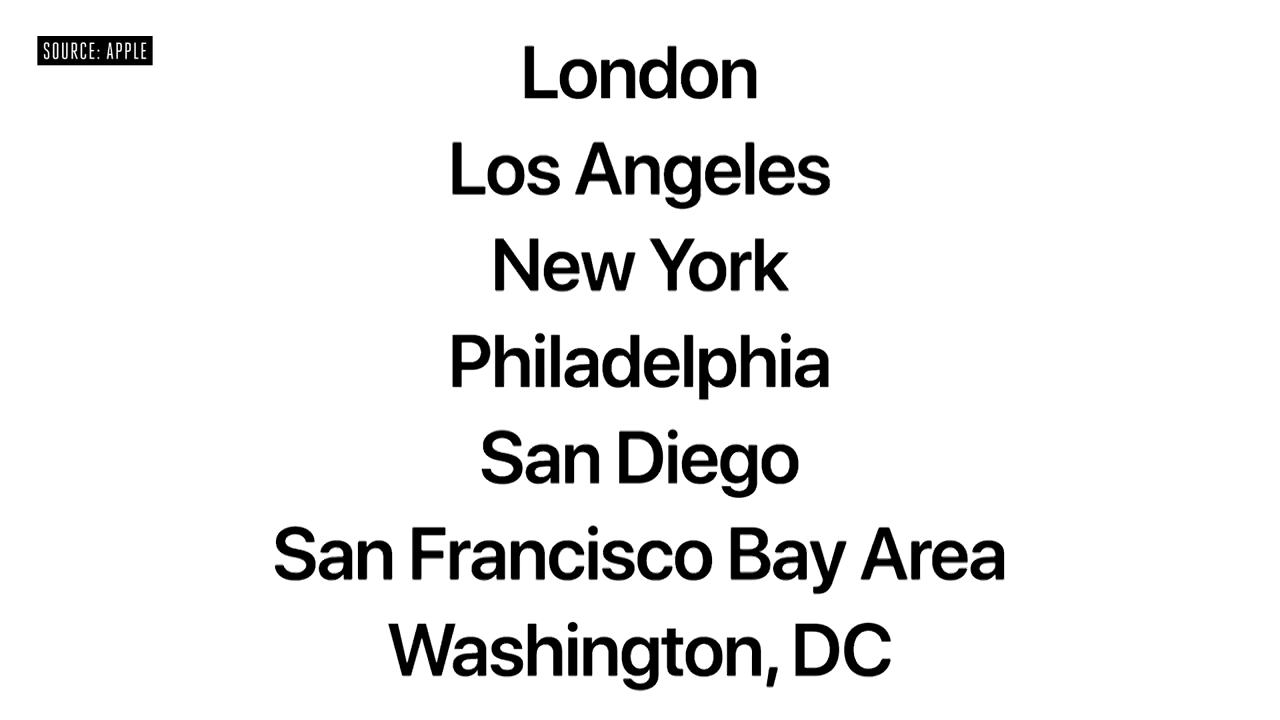 SOURCE: APPLE
London
Los Angeles
New York
Philadelphia
San Diego
San Francisco Bay Area
Washington, DC